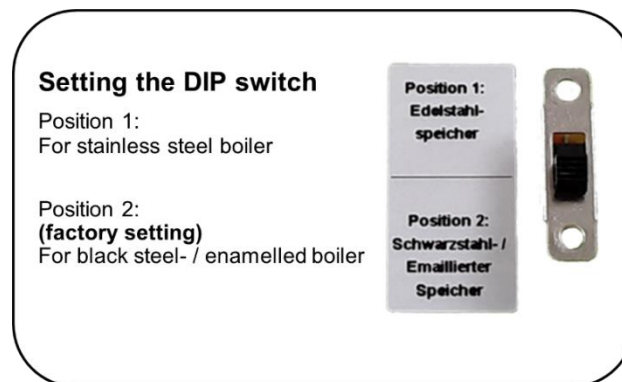 Setting the DIP switch
Position 1:
For stainless steel boiler
Position 2:
(factory setting)
For black steel- / enamelled boiler
Position 1:
Edelstahl-
speicher
Position 2:
Schwarzstahl- /
Emaillierter
Speicher